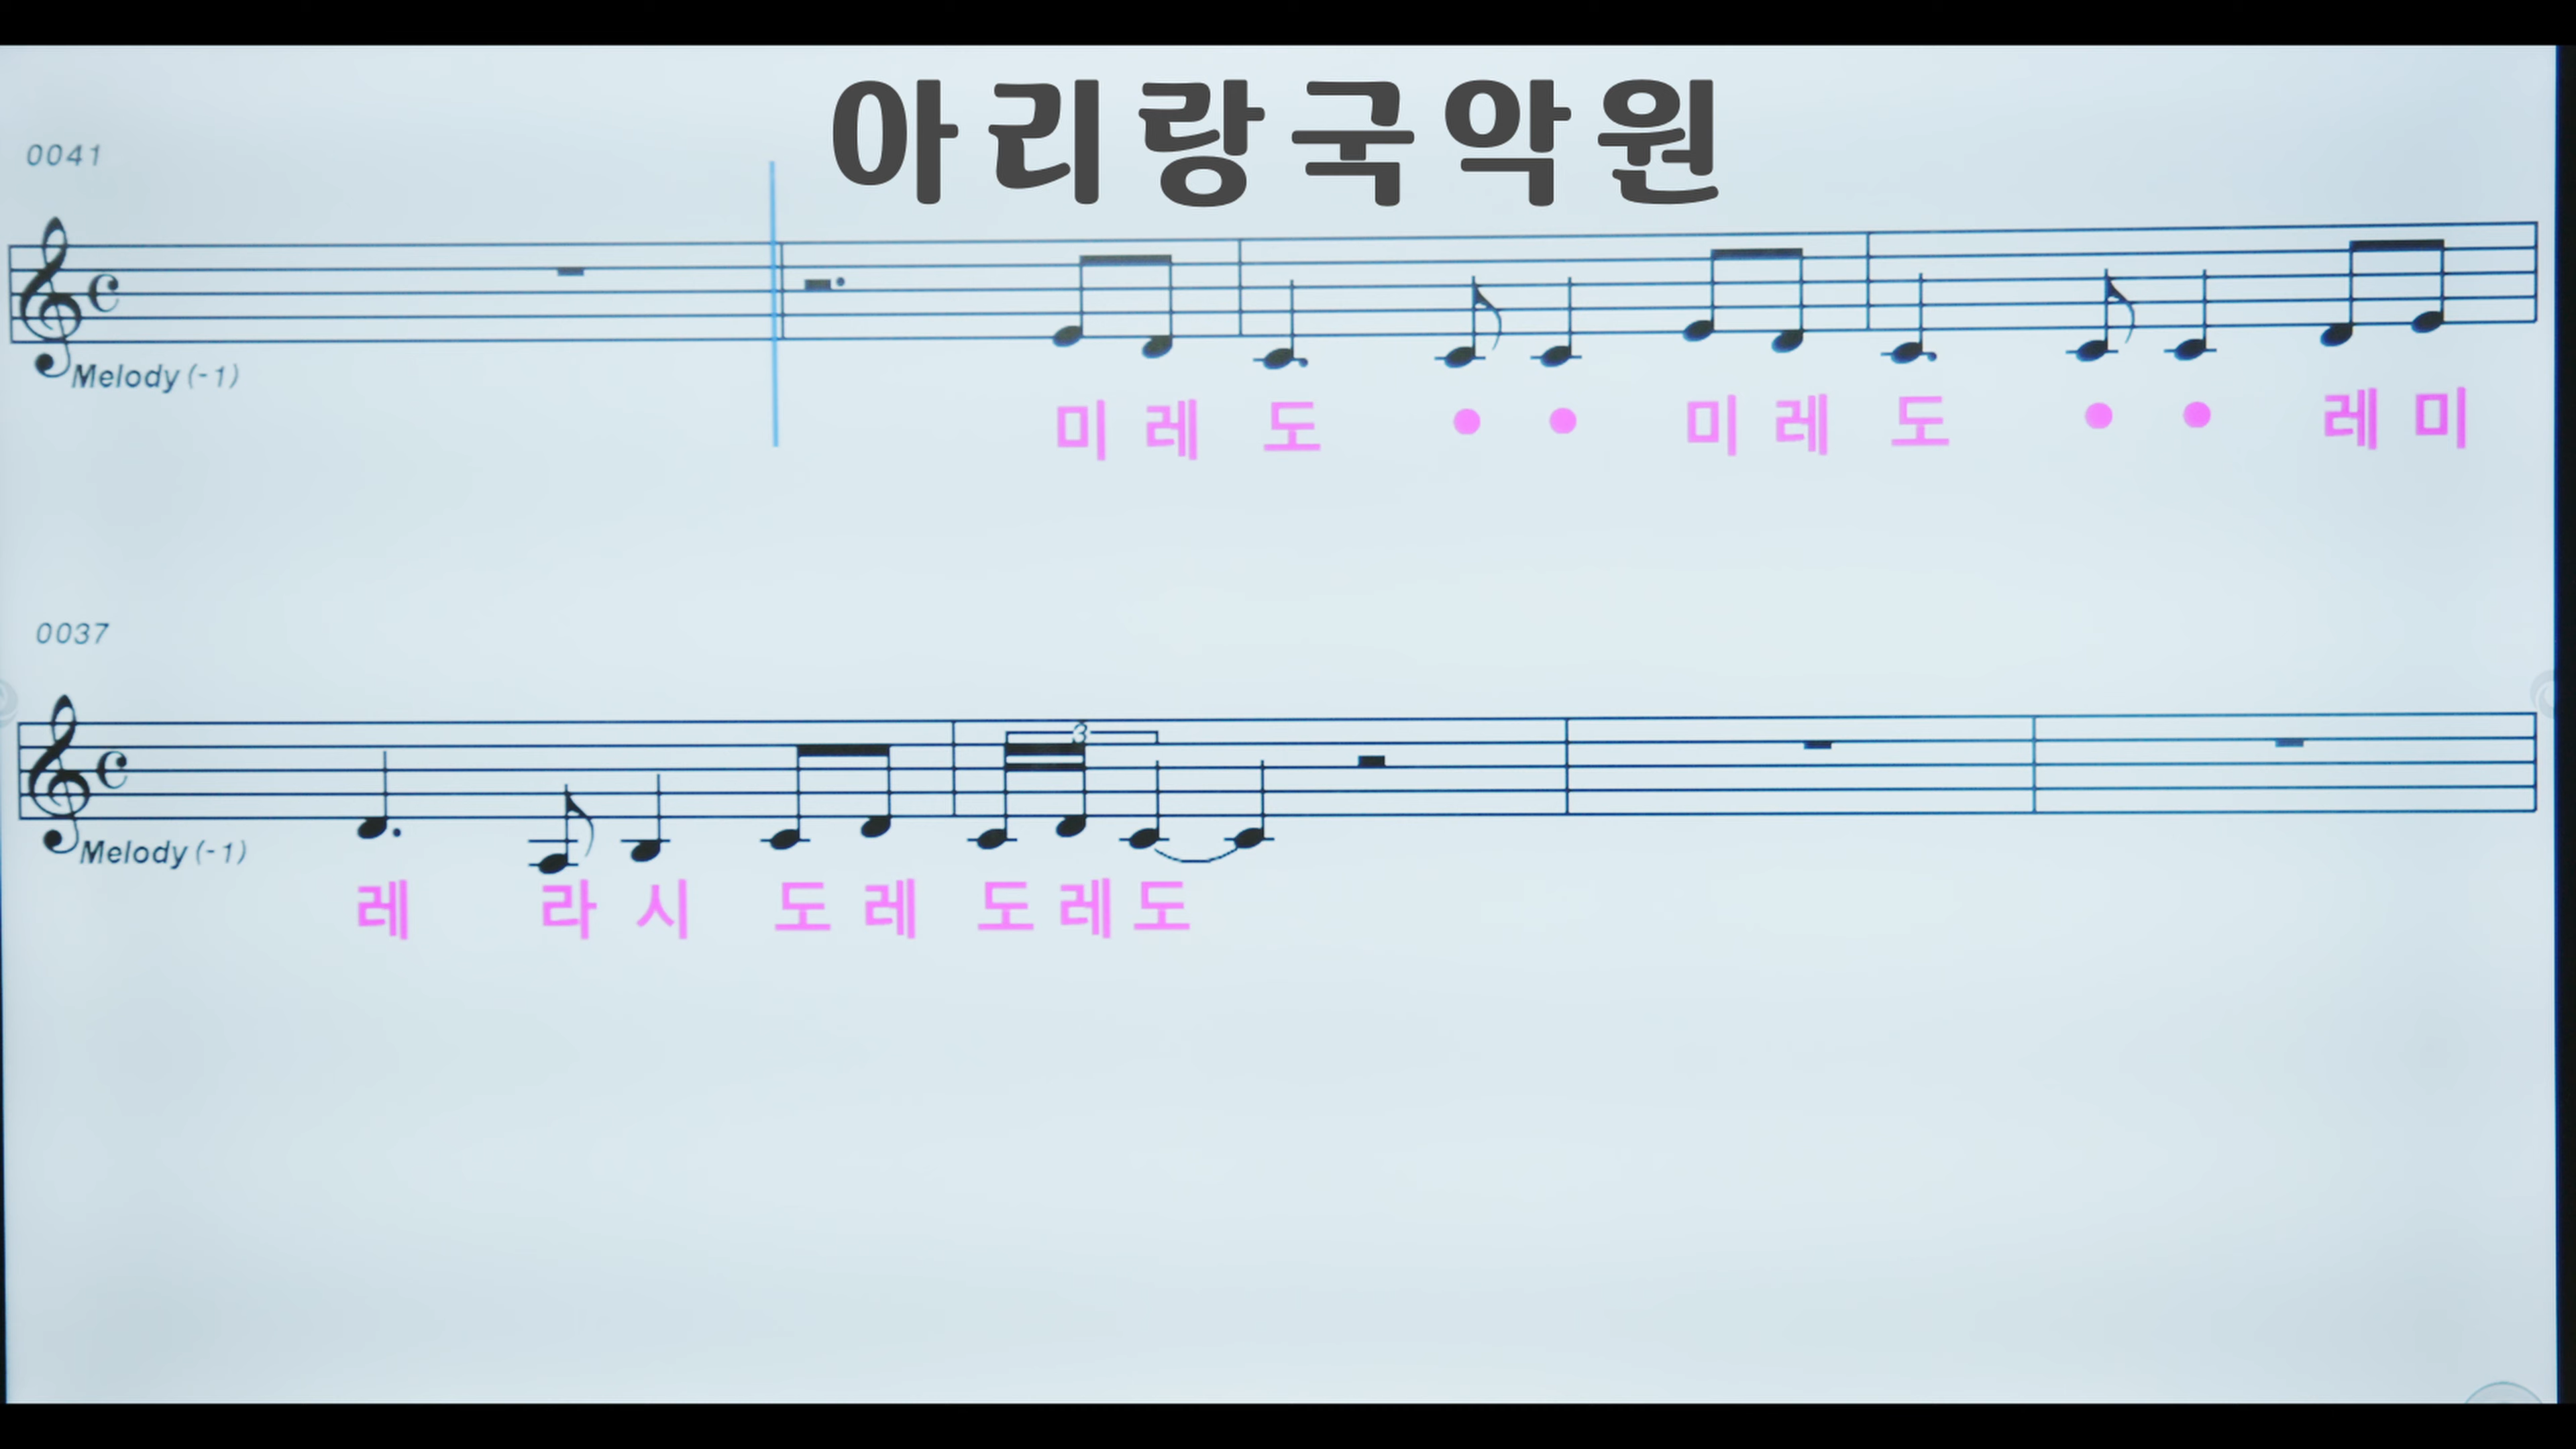 아리랑국악원
0041
Melody (-1)
미 레 도 • • 미 레 도 • • 레 미
0037
3
Melody (-1)
레 라 시 도 레 도 레 도